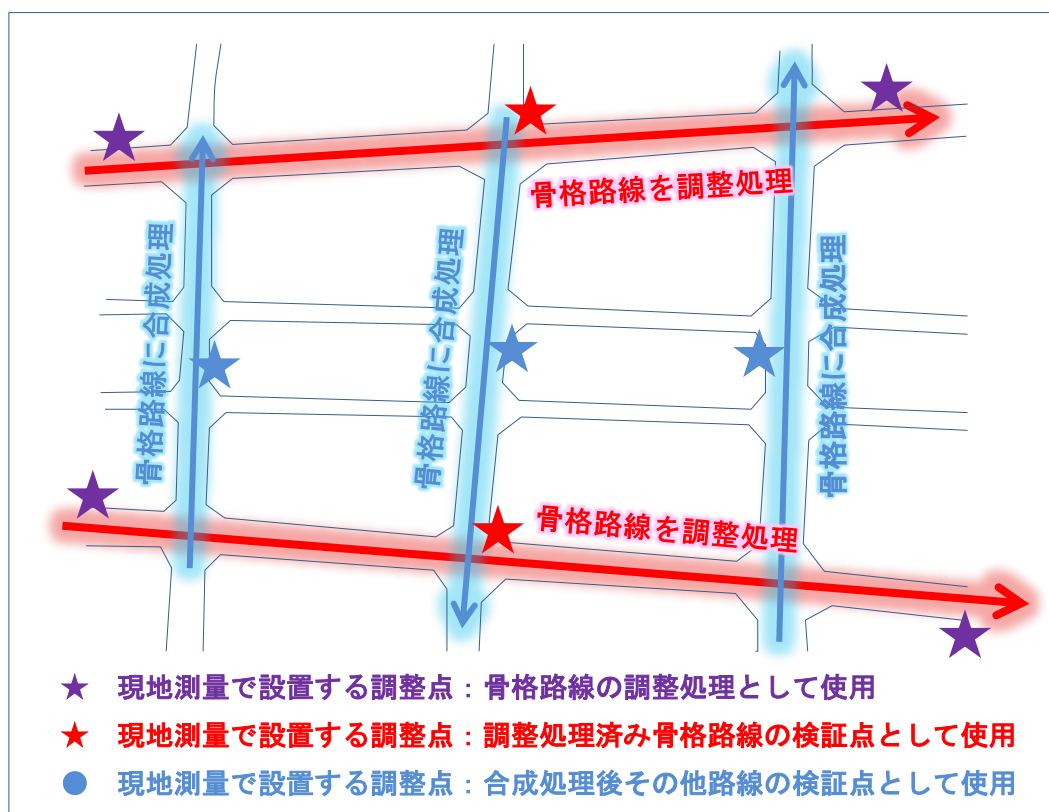 骨格路線を調整処理
骨格路線に合成処理
骨格路線に合成処理
骨格路線に合成処理
骨格路線を調整処理
★ 現地測量で設置する調整点：骨格路線の調整処理として使用
★ 現地測量で設置する調整点：調整処理済み骨格路線の検証点として使用
● 現地測量で設置する調整点：合成処理後その他路線の検証点として使用